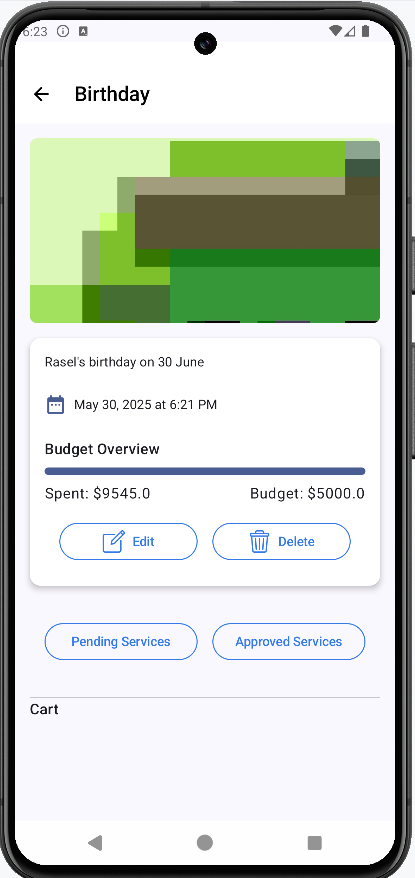 6:23
Birthday
Rasel's birthday on 30 June
May 30, 2025 at 6:21 PM
Budget Overview
Spent: $9545.0 Budget: $5000.0
Edit Delete
Pending Services Approved Services
Cart